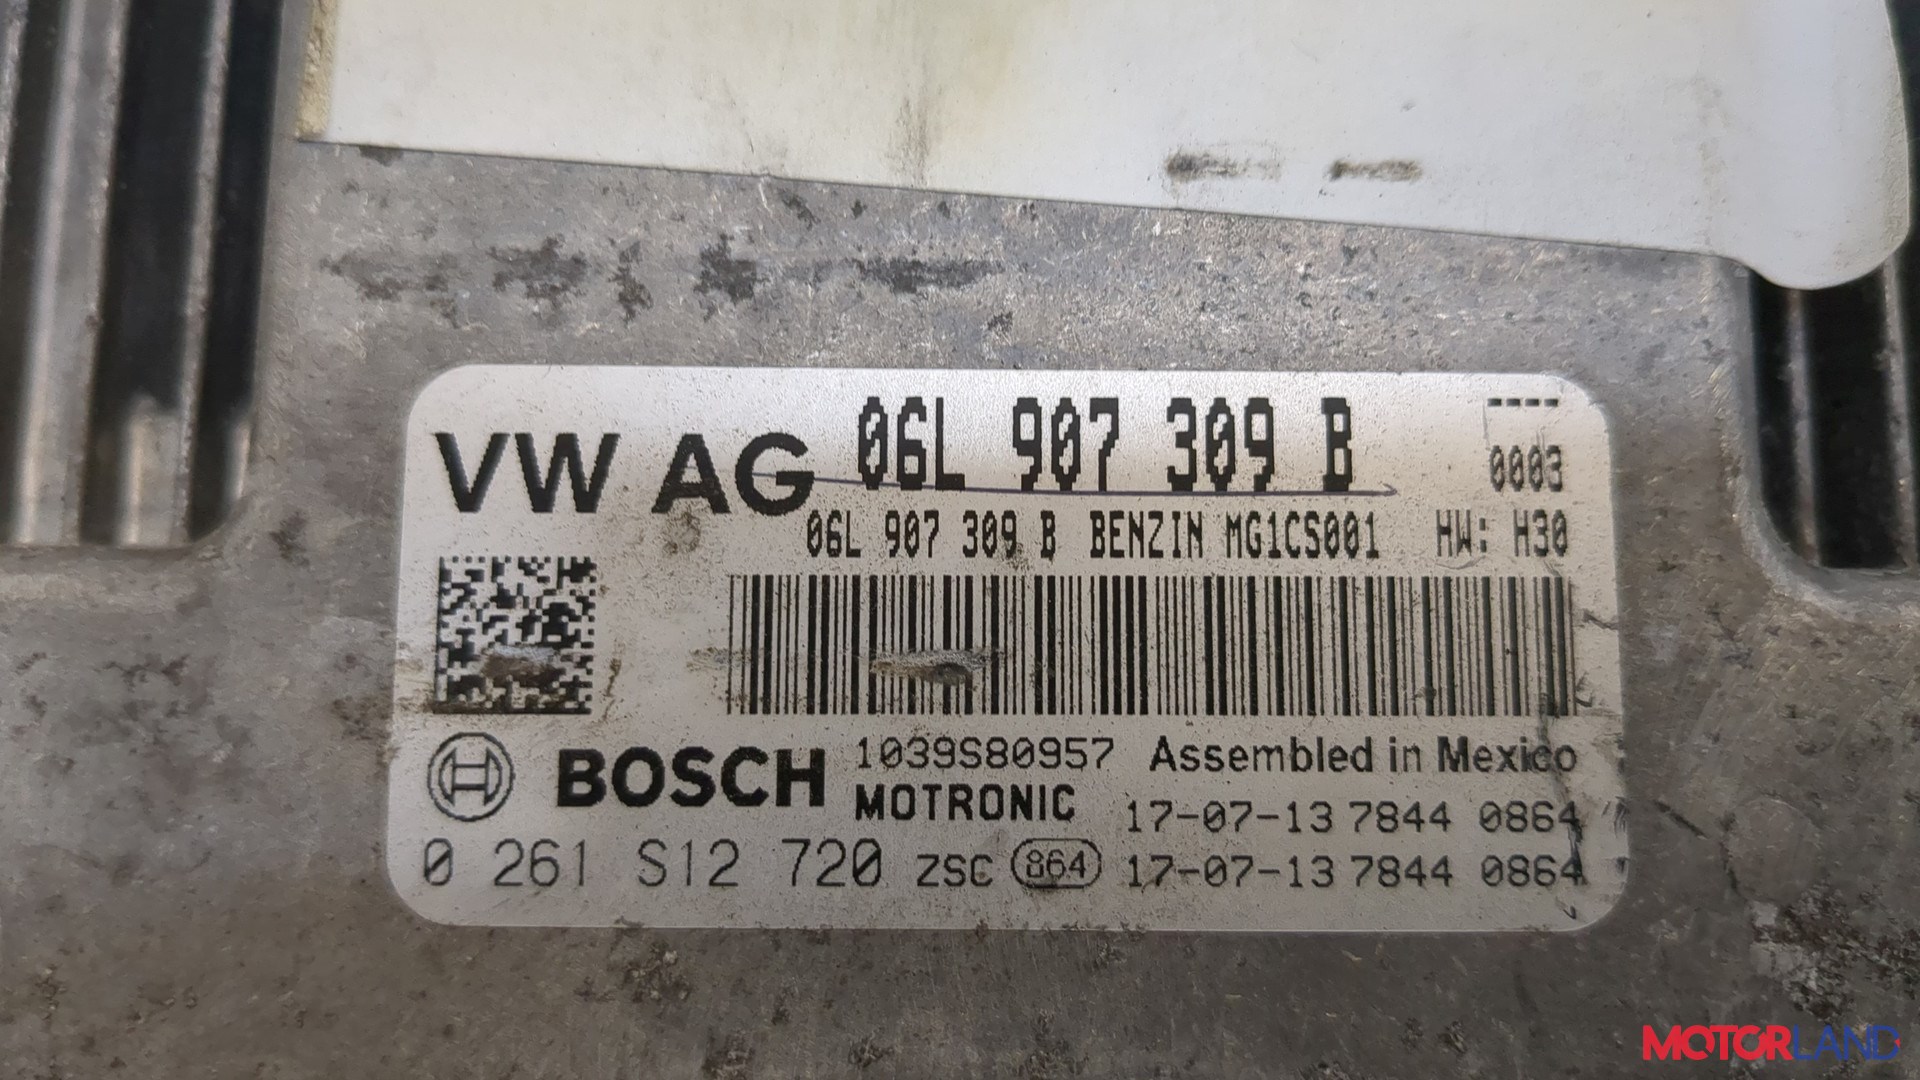 VW AG 06L 907 309 B ----
0003
06L 907 309 B BENZIN MG1CS001 HW: H30
BOSCH 1039S80957 Assembled in Mexico
MOTRONIC 17-07-13 7844 0864
0 261 S12 720 ZSC 864 17-07-13 7844 0864
MOTORLAND